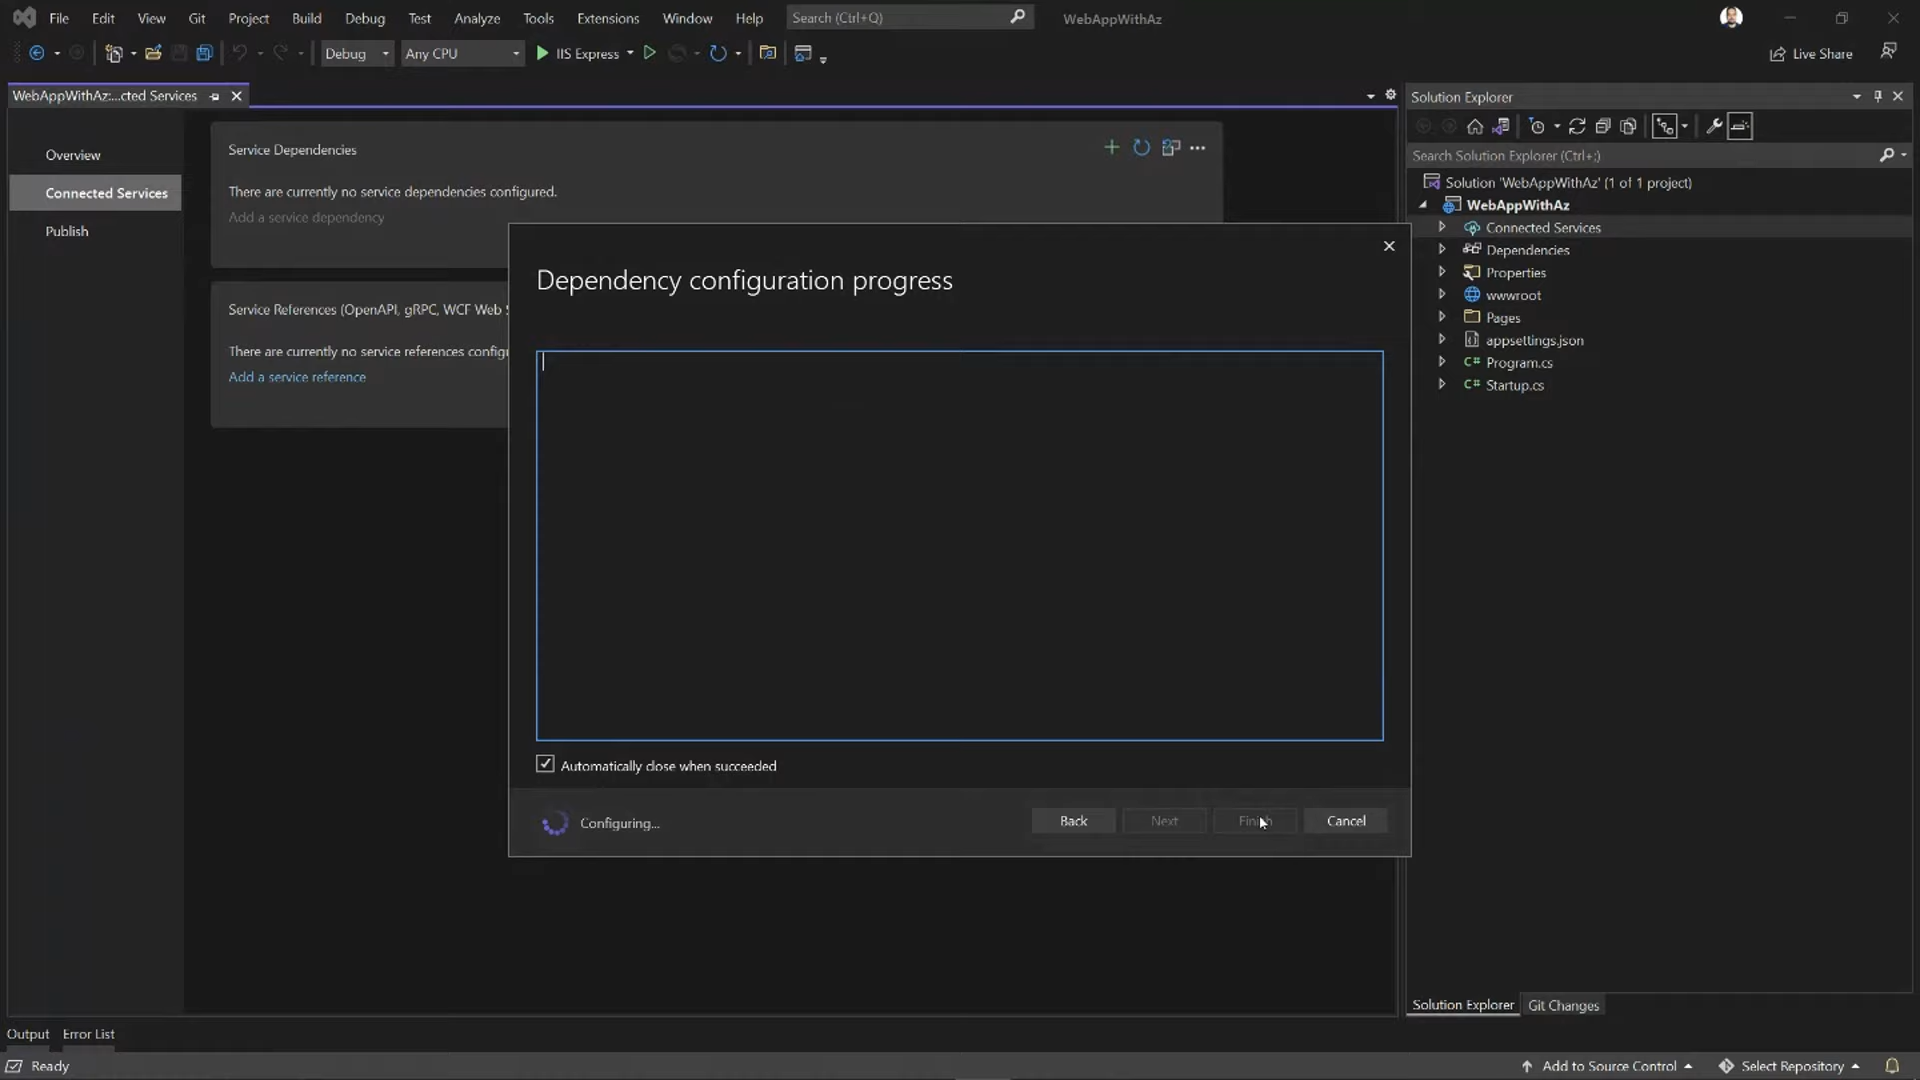 File Edit View Git Project Build Debug Test Analyze Tools Extensions Window Help Search (Ctrl+Q) WebAppWithAz
Debug Any CPU IIS Express Live Share
WebAppWithAz:...cted Services
Overview
Connected Services
Publish
Service Dependencies
There are currently no service dependencies configured.
Add a service dependency
Service References (OpenAPI, gRPC, WCF Web
There are currently no service references
Add a service reference
Dependency configuration progress
Automatically close when succeeded
Configuring...
Back Next Finish Cancel
Solution Explorer
Search Solution Explorer (Ctrl+;)
Solution 'WebAppWithAz' (1 of 1 project)
WebAppWithAz
Connected Services
Dependencies
Properties
wwwroot
Pages
appsettings.json
C# Program.cs
C# Startup.cs
Solution Explorer Git Changes
Output Error List
Ready Add to Source Control Select Repository